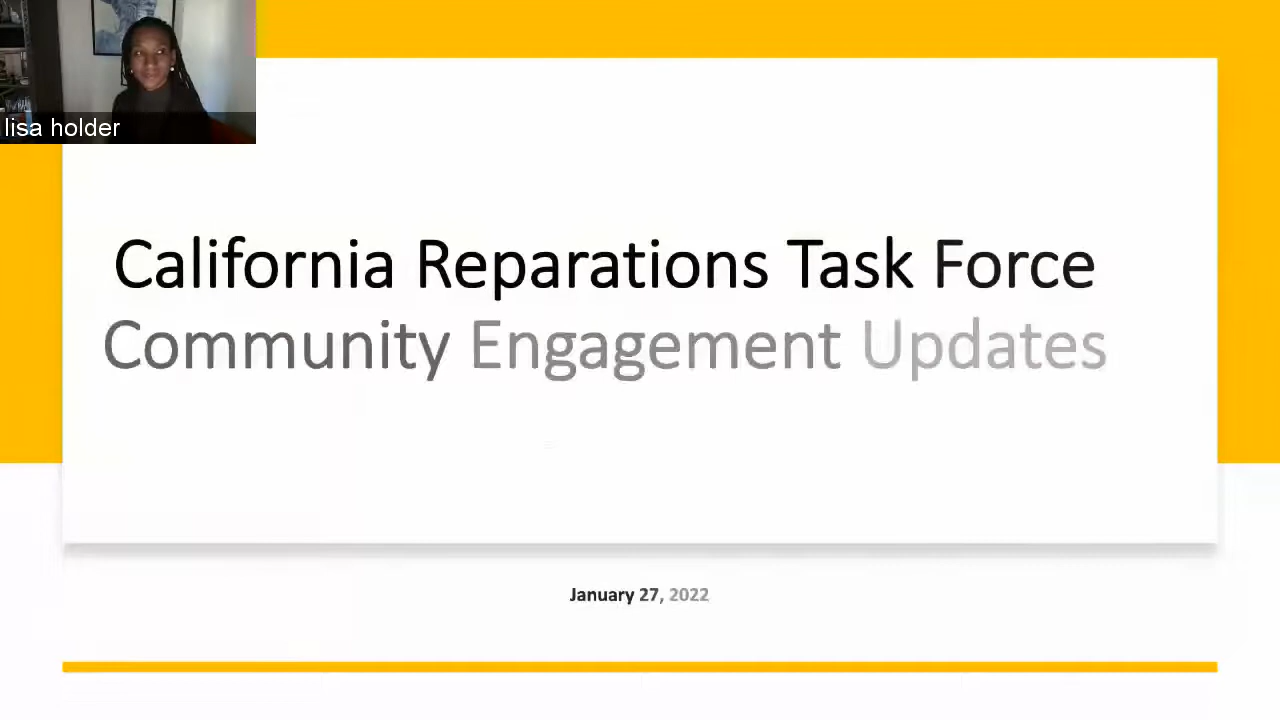 lisa holder
California Reparations Task Force
Community Engagement Updates
January 27, 2022